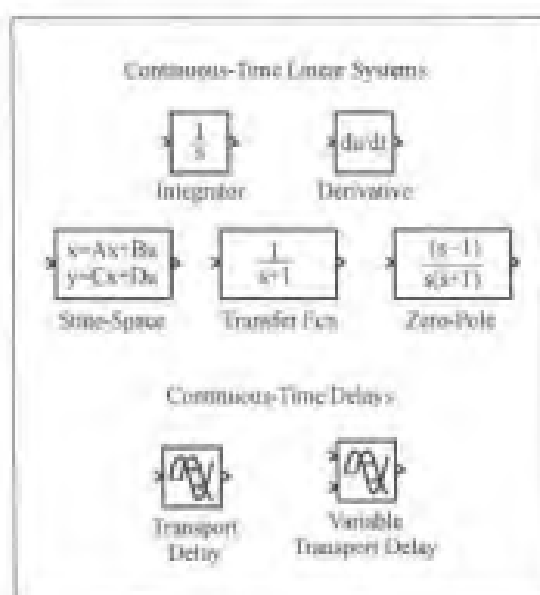 Continuous-Time Linear Systems
1
s
du/dt
Integrator
Derivative
x=Ax+Bu
y=Cx+Du
1
s+1
(s-1)
s(s+1)
State-Space
Transfer Fcn
Zero-Pole
Continuous-Time Delays
Transport
Delay
Variable
Transport Delay